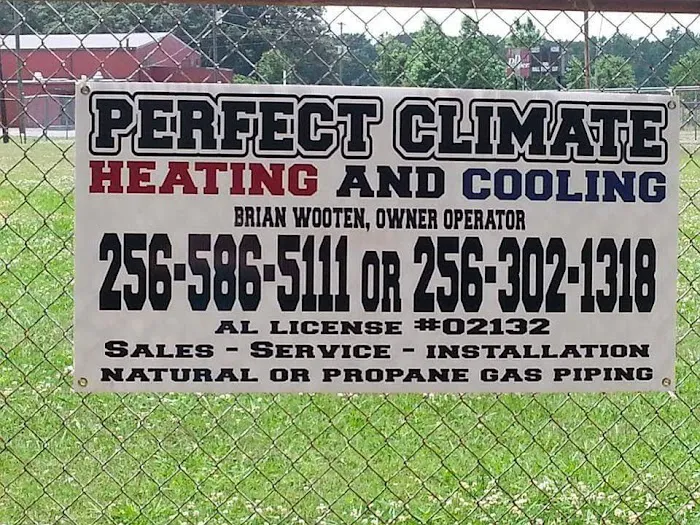 PERFECT CLIMATE
HEATING AND COOLING
BRIAN WOOTEN, OWNER OPERATOR
256-586-5111 OR 256-302-1318
AL LICENSE #02132
SALES - SERVICE - INSTALLATION
NATURAL OR PROPANE GAS PIPING